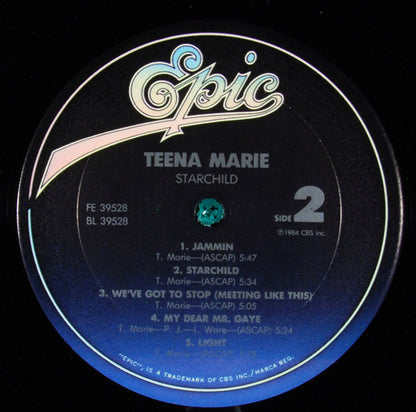 Epic
TEENA MARIE
STARCHILD
FE 39528
BL 39528
SIDE 2
℗1984 CBS Inc.
1. JAMMIN
T. Marie—(ASCAP) 5:47
2. STARCHILD
T. Marie—(ASCAP) 5:34
3. WE'VE GOT TO STOP (MEETING LIKE THIS)
T. Marie—(ASCAP) 5:05
4. MY DEAR MR. GAYE
T. Marie—P. J.—L. Ware—(ASCAP) 5:24
5. LIGHT
T. Marie
"EPIC", IS A TRADEMARK OF CBS INC./MARCA REG.